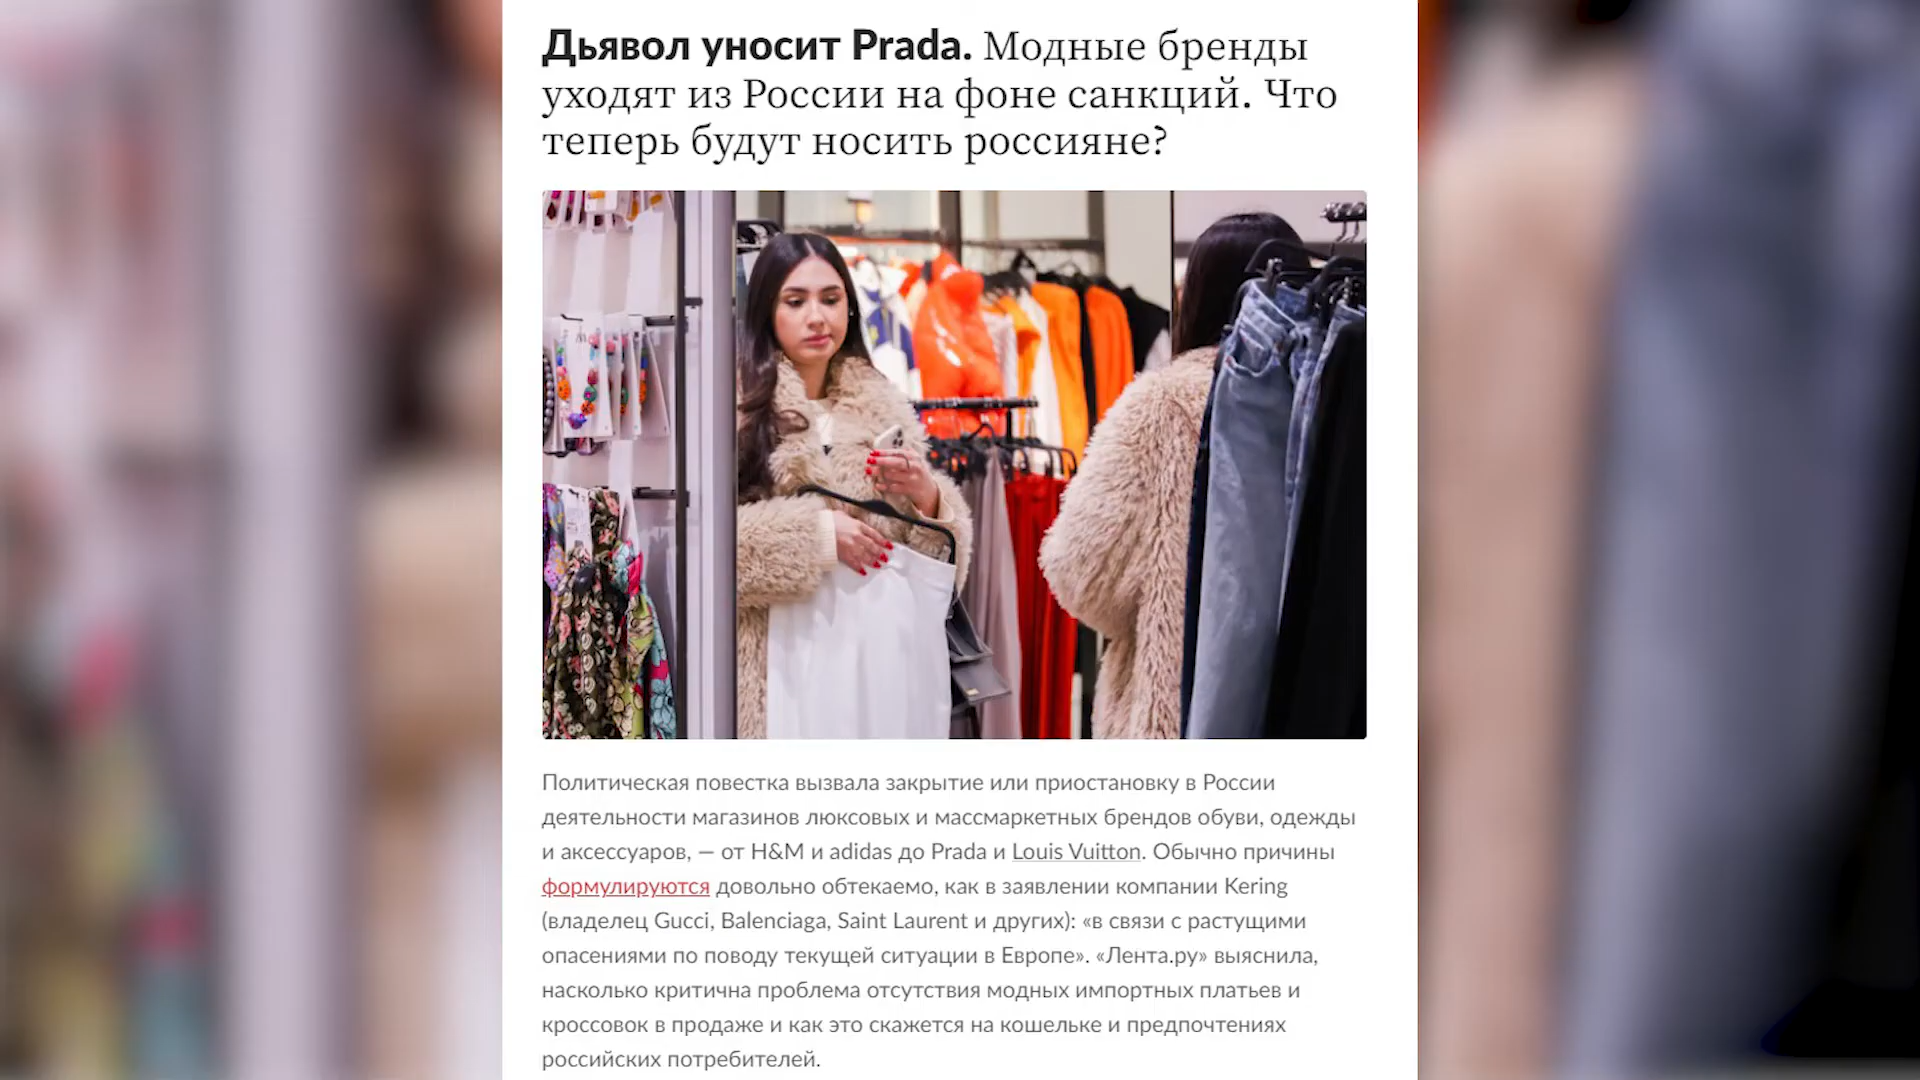 Дьявол уносит Prada. Модные бренды
уходят из России на фоне санкций. Что
теперь будут носить россияне?
Политическая повестка вызвала закрытие или приостановку в России
деятельности магазинов люксовых и массмаркетных брендов обуви, одежды
и аксессуаров, — от H&M и adidas до Prada и Louis Vuitton. Обычно причины
формулируются довольно обтекаемо, как в заявлении компании Kering
(владелец Gucci, Balenciaga, Saint Laurent и других): «в связи с растущими
опасениями по поводу текущей ситуации в Европе». «Лента.ру» выяснила,
насколько критична проблема отсутствия модных импортных платьев и
кроссовок в продаже и как это скажется на кошельке и предпочтениях
российских потребителей.